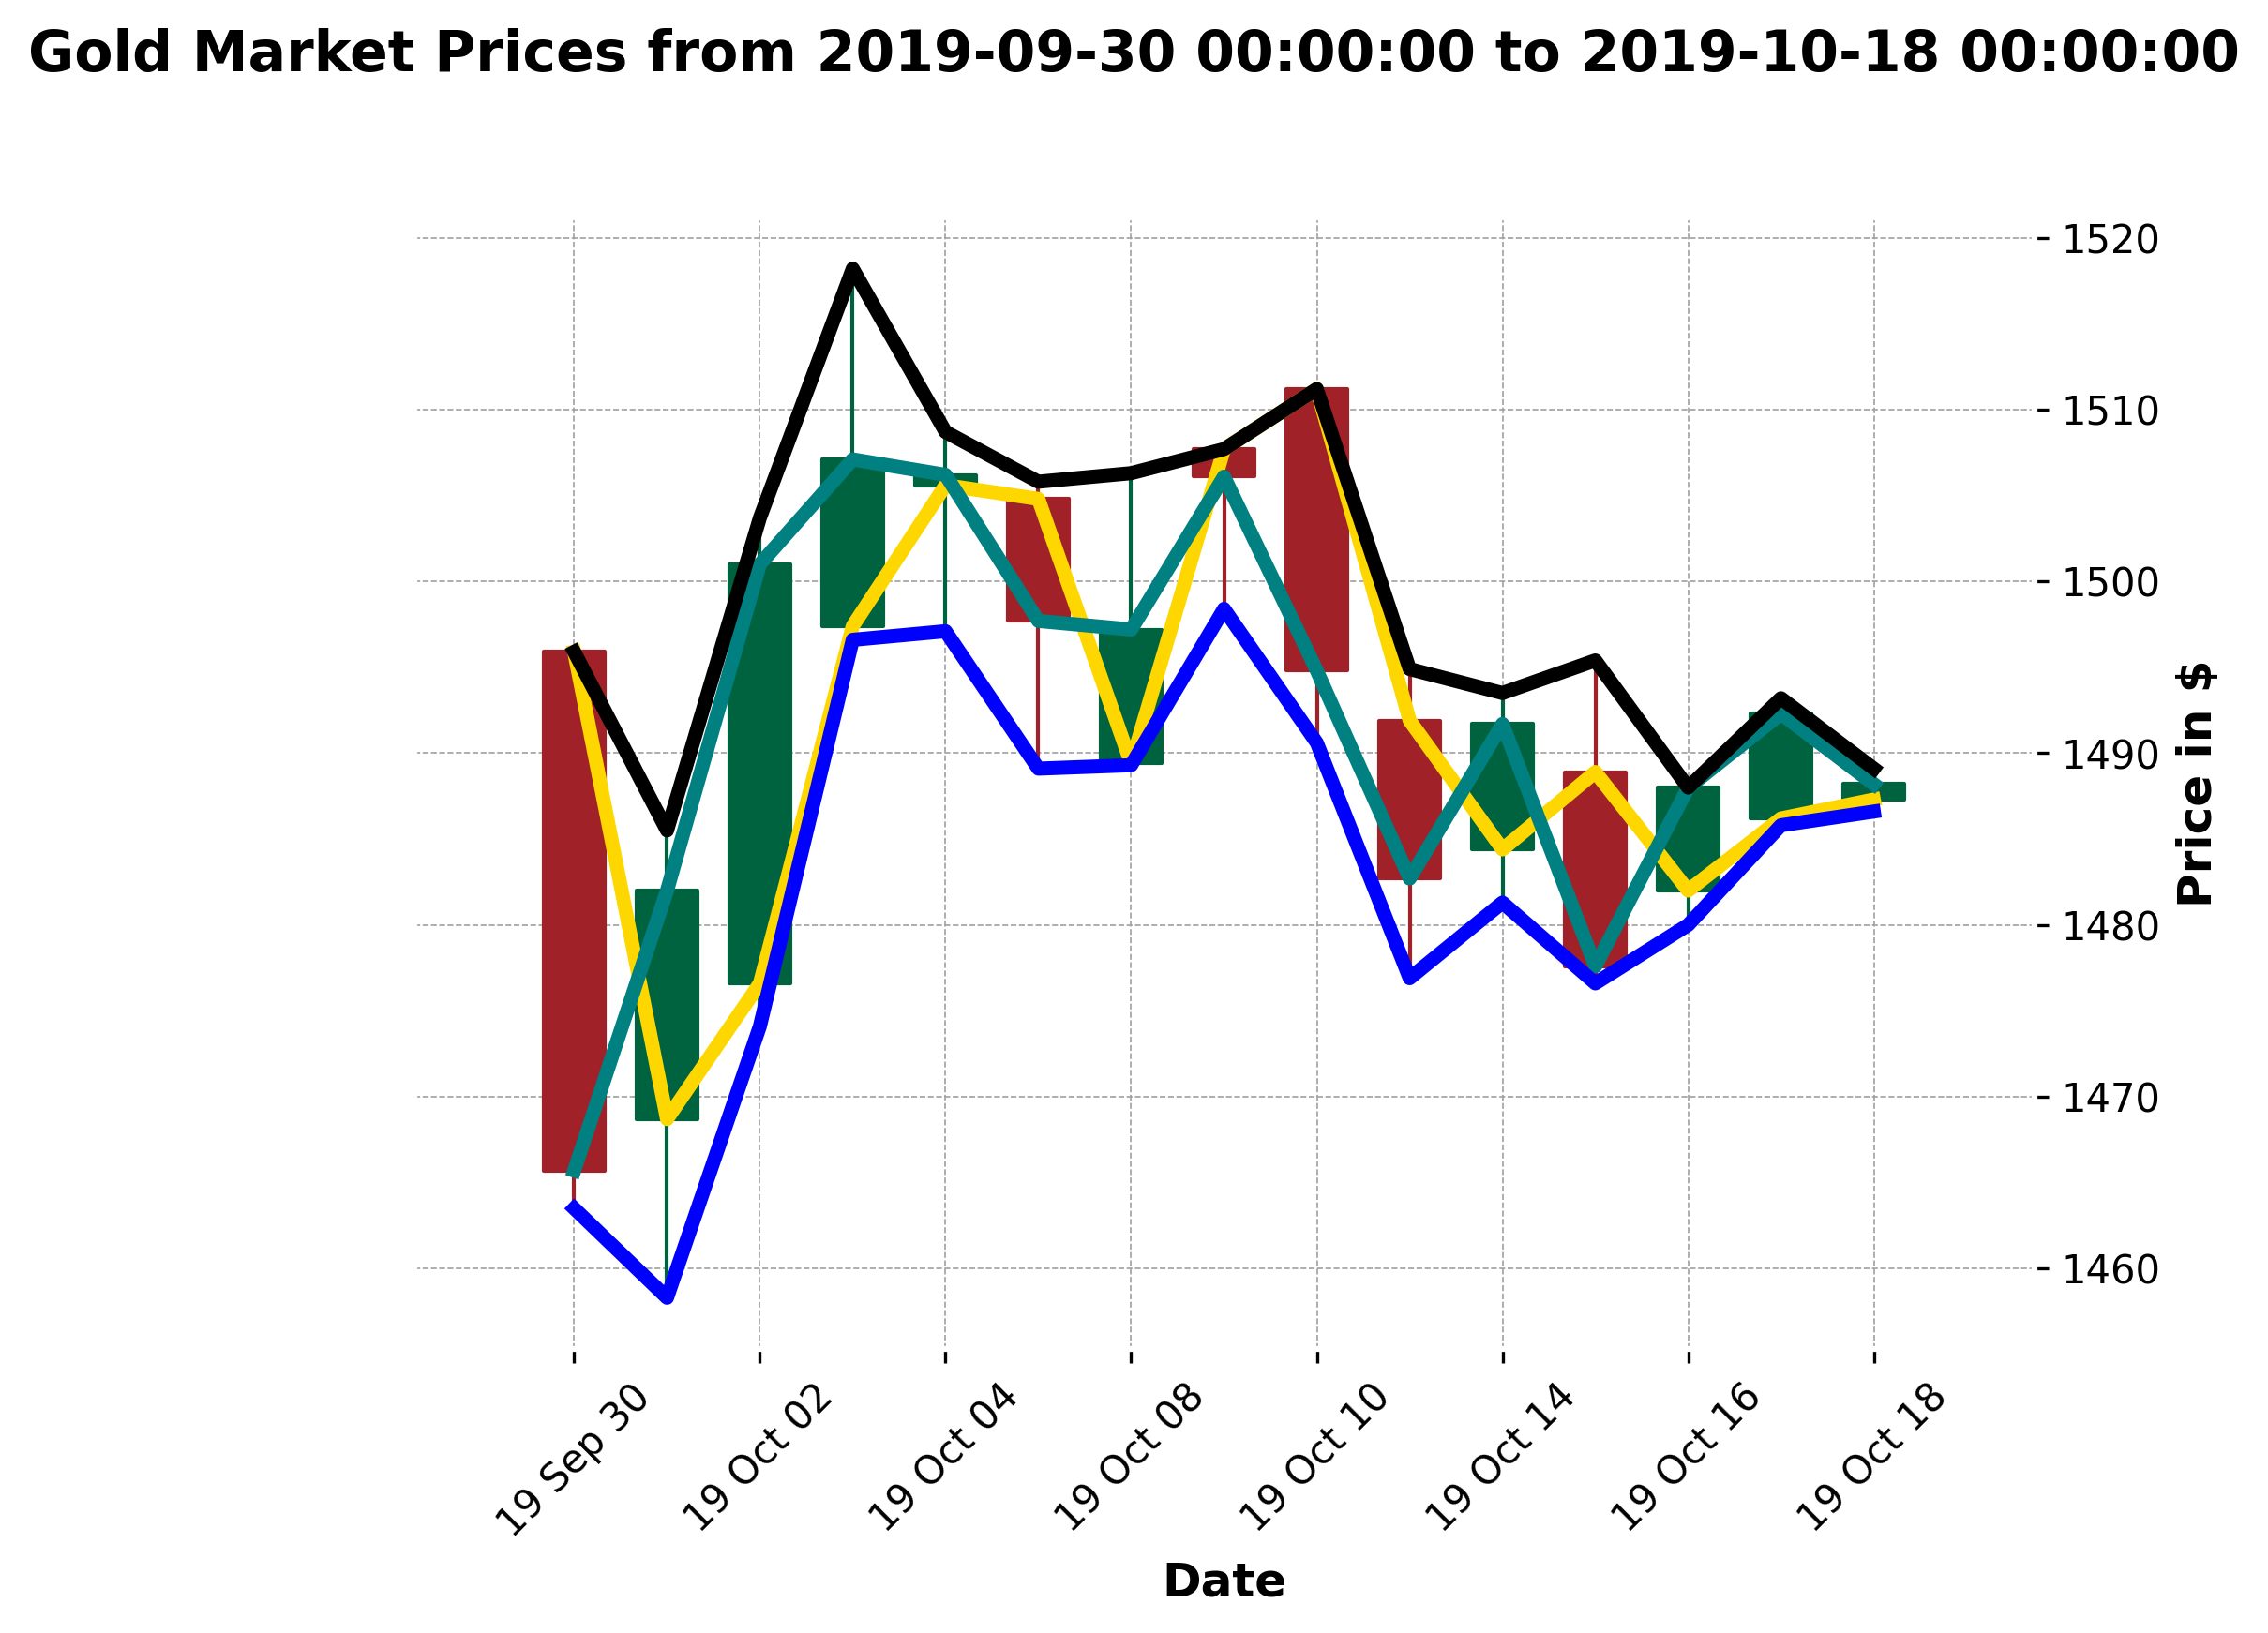 Gold Market Prices from 2019-09-30 00:00:00 to 2019-10-18 00:00:00
1520
1510
1500
1490
1480
1470
1460
Price in $
19 Sep 30
19 Oct 02
19 Oct 04
19 Oct 08
19 Oct 10
19 Oct 14
19 Oct 16
19 Oct 18
Date